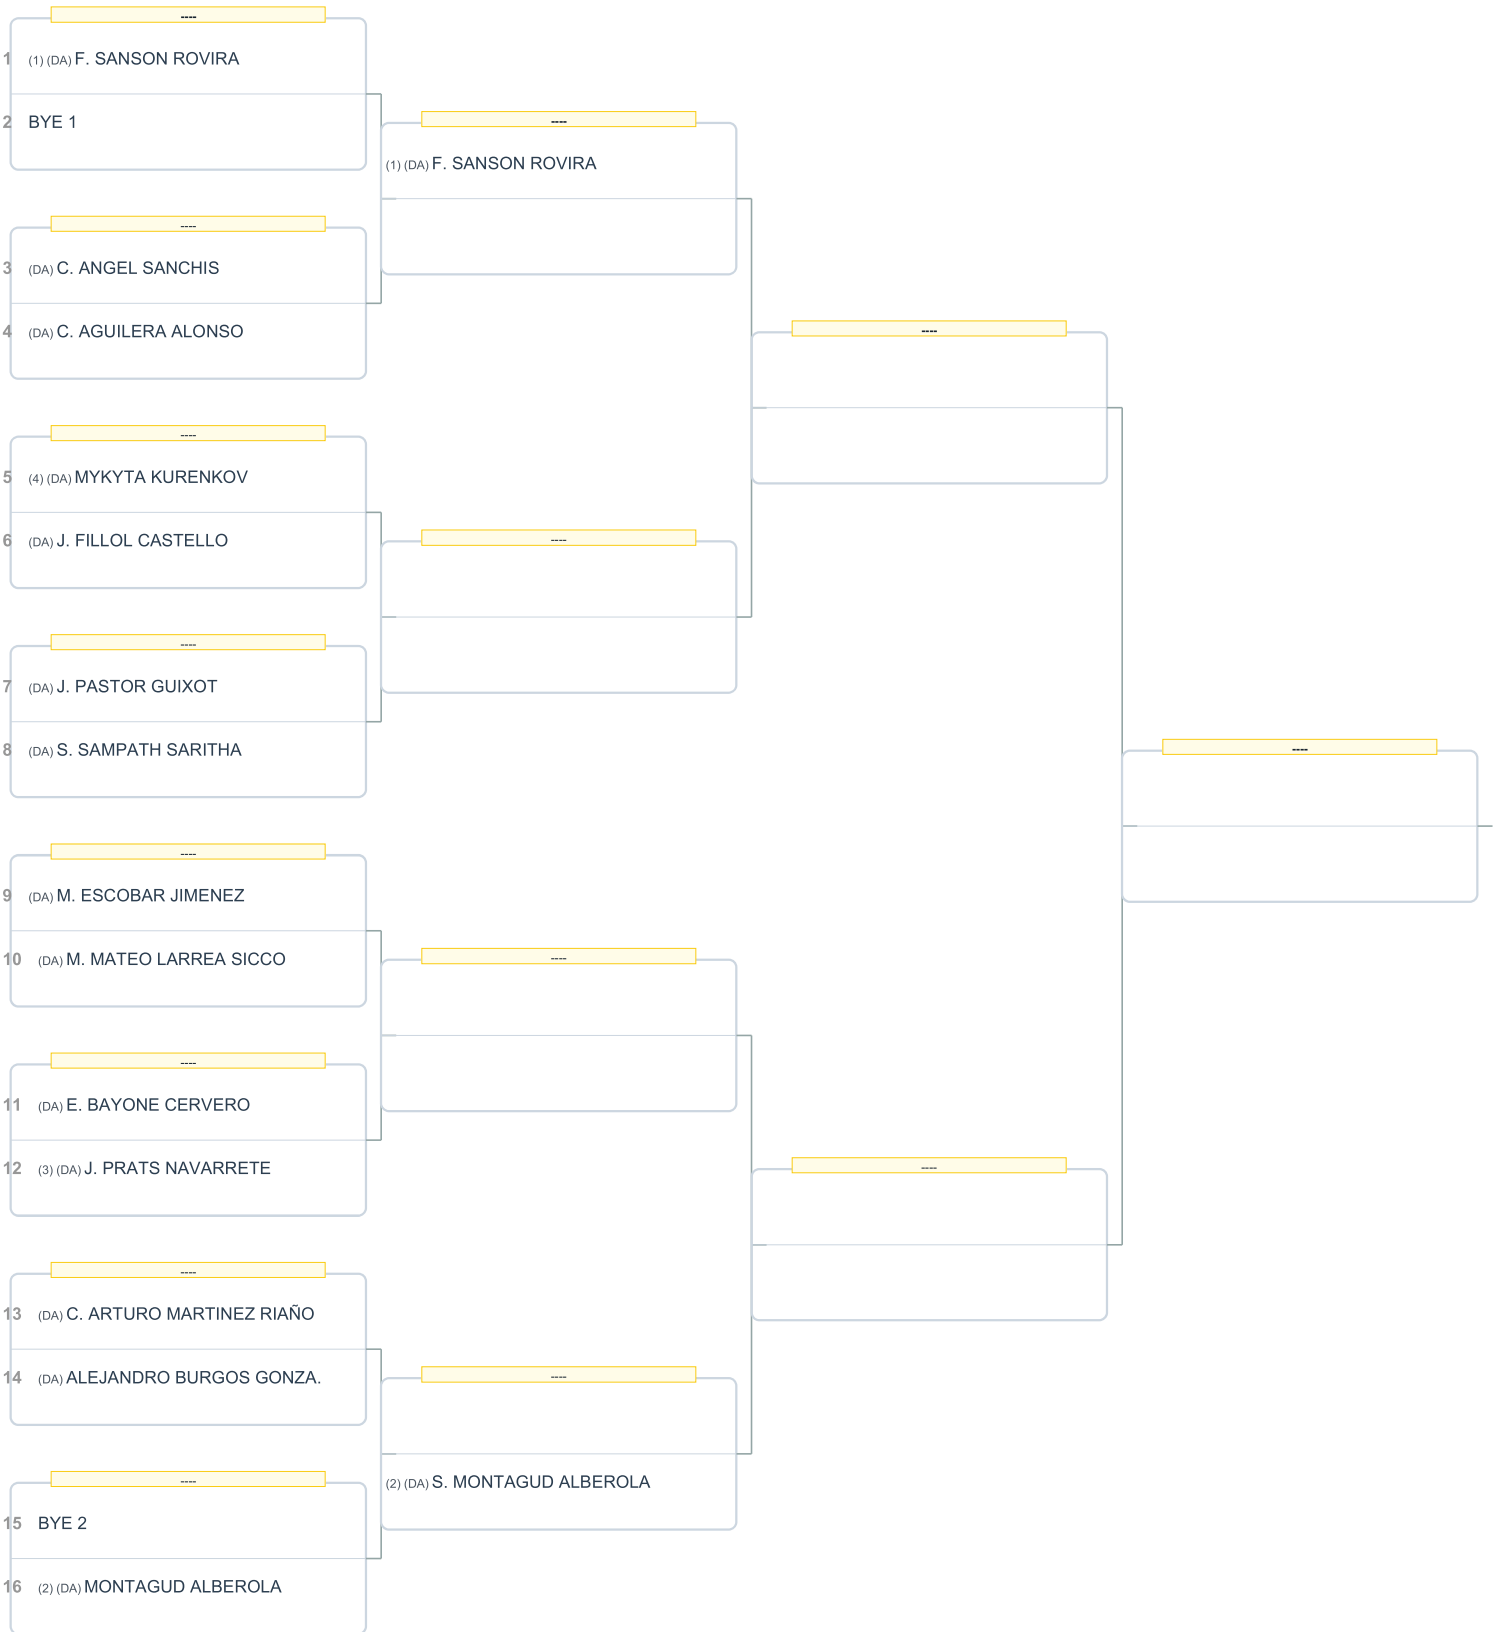 ----
1 (1) (DA) F. SANSON ROVIRA
2 BYE 1
----
3 (DA) C. ANGEL SANCHIS
4 (DA) C. AGUILERA ALONSO
----
5 (4) (DA) MYKYTA KURENKOV
6 (DA) J. FILLOL CASTELLO
----
7 (DA) J. PASTOR GUIXOT
8 (DA) S. SAMPATH SARITHA
----
9 (DA) M. ESCOBAR JIMENEZ
10 (DA) M. MATEO LARREA SICCO
----
11 (DA) E. BAYONE CERVERO
12 (3) (DA) J. PRATS NAVARRETE
----
13 (DA) C. ARTURO MARTINEZ RIAÑO
14 (DA) ALEJANDRO BURGOS GONZA.
----
15 BYE 2
16 (2) (DA) MONTAGUD ALBEROLA
----
(1) (DA) F. SANSON ROVIRA
----
----
----
(2) (DA) S. MONTAGUD ALBEROLA
----
----
----